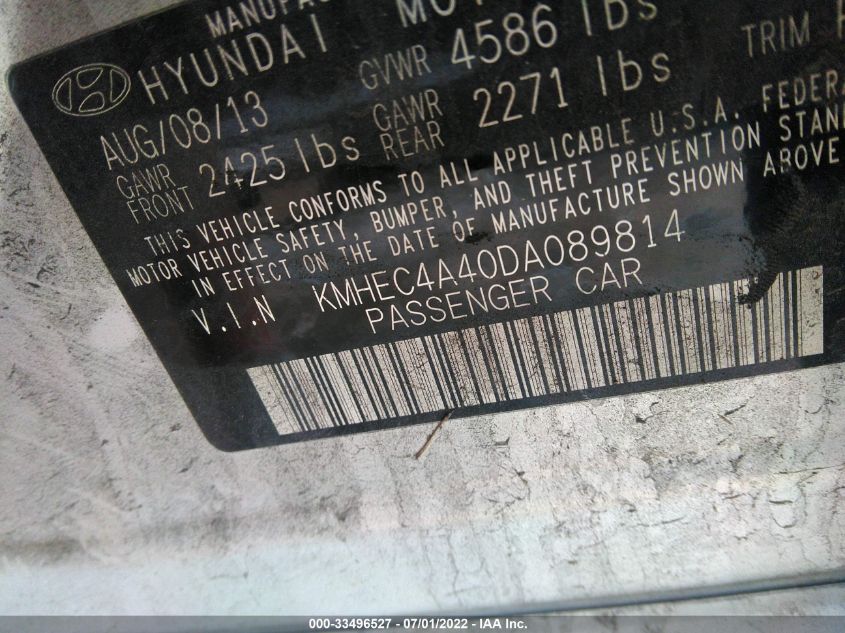 MANUFAC
HYUNDAI MO
AUG/08/13 GVWR 4586 lbs TRIM
GAWR FRONT 2425 lbs GAWR REAR 2271 lbs
THIS VEHICLE CONFORMS TO ALL APPLICABLE U.S.A. FEDERA
MOTOR VEHICLE SAFETY, BUMPER, AND THEFT PREVENTION STAN
IN EFFECT ON THE DATE OF MANUFACTURE SHOWN ABOVE
V.I.N KMHEC4A40DA089814
PASSENGER CAR
000-33496527 - 07/01/2022 - IAA Inc.